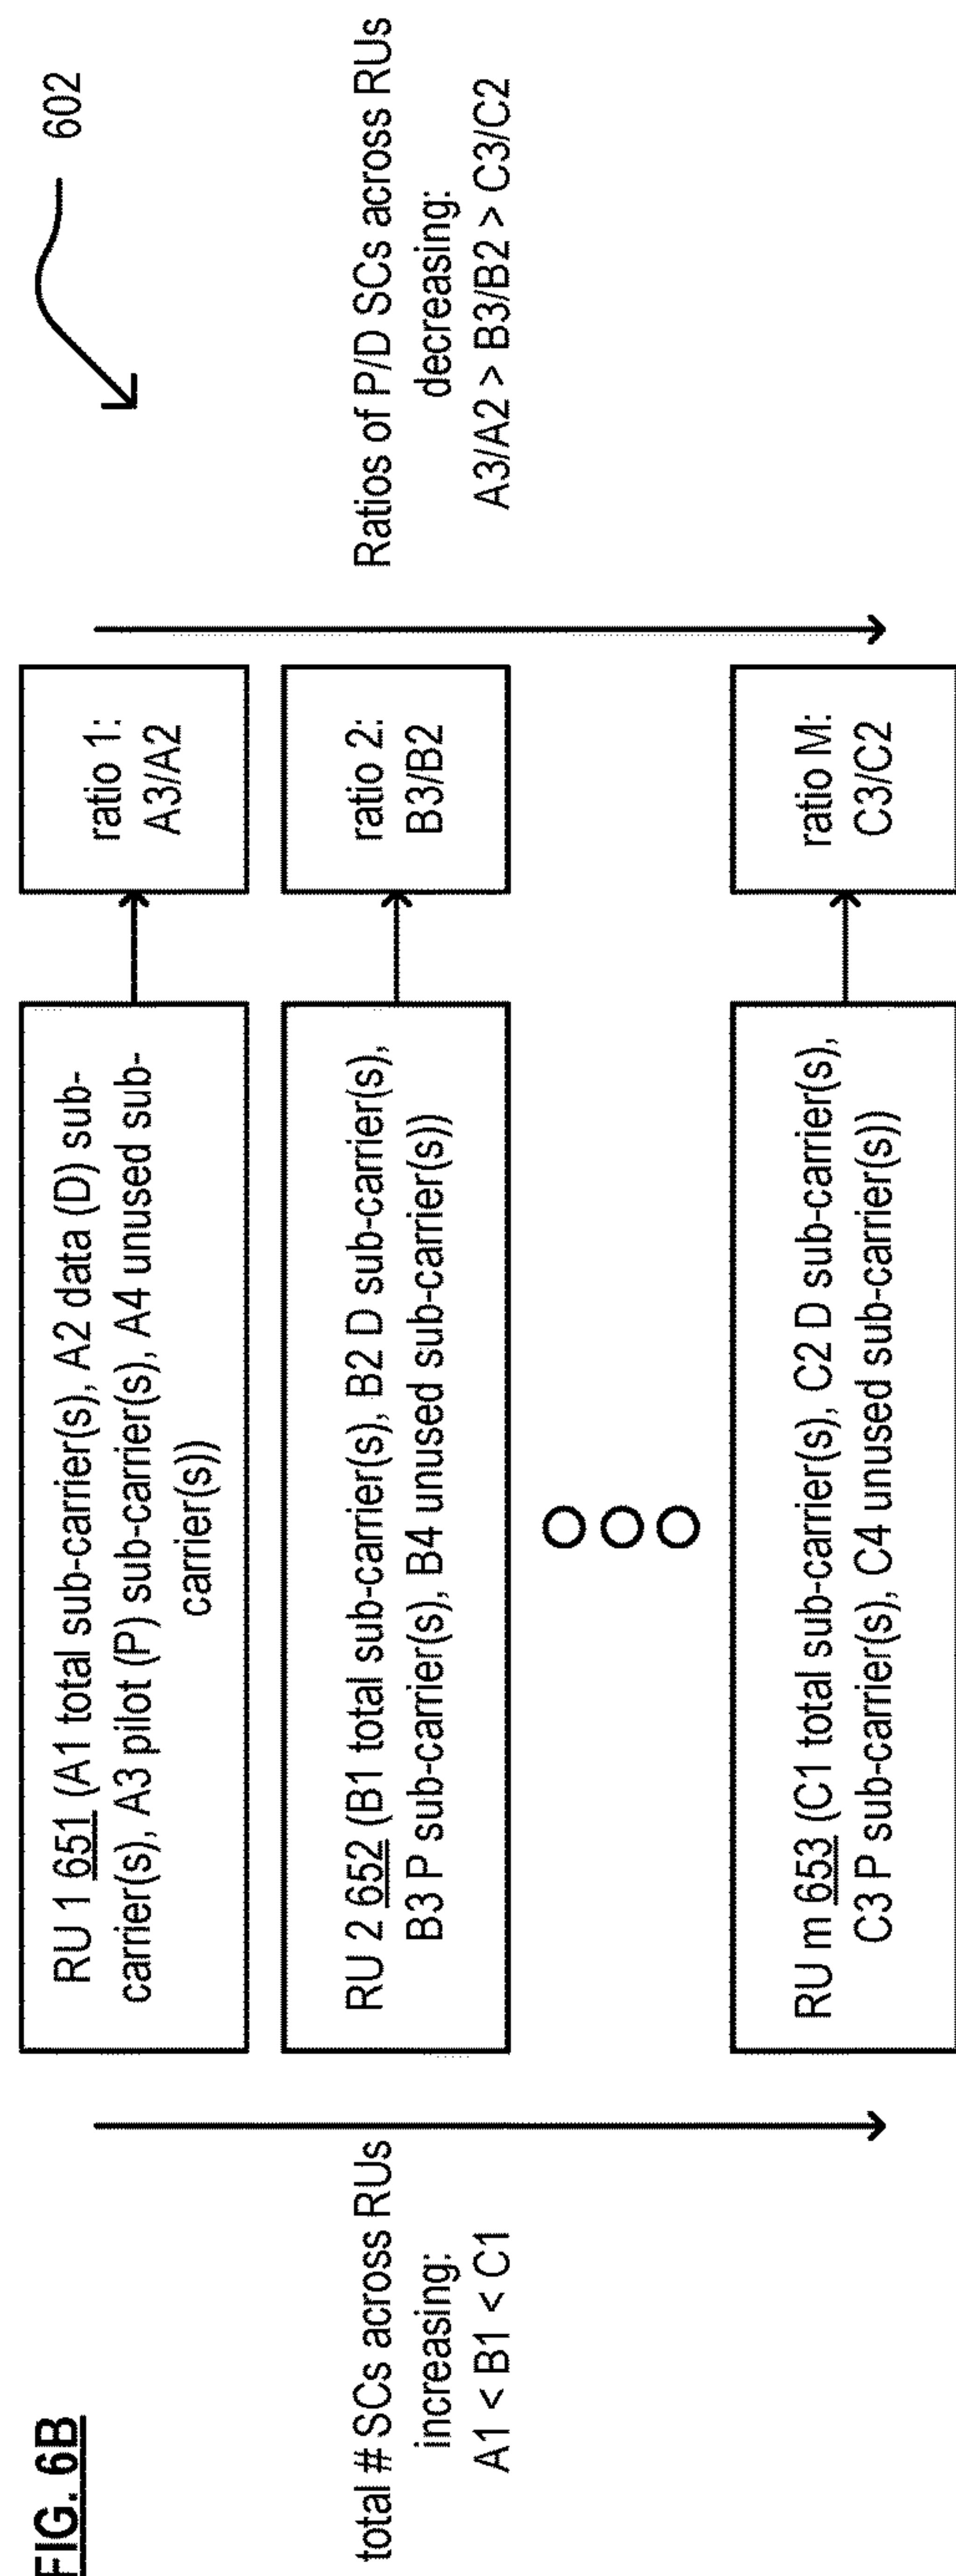 FIG. 6B
602
total # SCs across RUs
increasing:
A1 < B1 < C1
RU 1 651 (A1 total sub-carrier(s), A2 data (D) sub-
carrier(s), A3 pilot (P) sub-carrier(s), A4 unused sub-
carrier(s))
ratio 1:
A3/A2
RU 2 652 (B1 total sub-carrier(s), B2 D sub-carrier(s),
B3 P sub-carrier(s), B4 unused sub-carrier(s))
ratio 2:
B3/B2
RU m 653 (C1 total sub-carrier(s), C2 D sub-carrier(s),
C3 P sub-carrier(s), C4 unused sub-carrier(s))
ratio M:
C3/C2
Ratios of P/D SCs across RUs
decreasing:
A3/A2 > B3/B2 > C3/C2